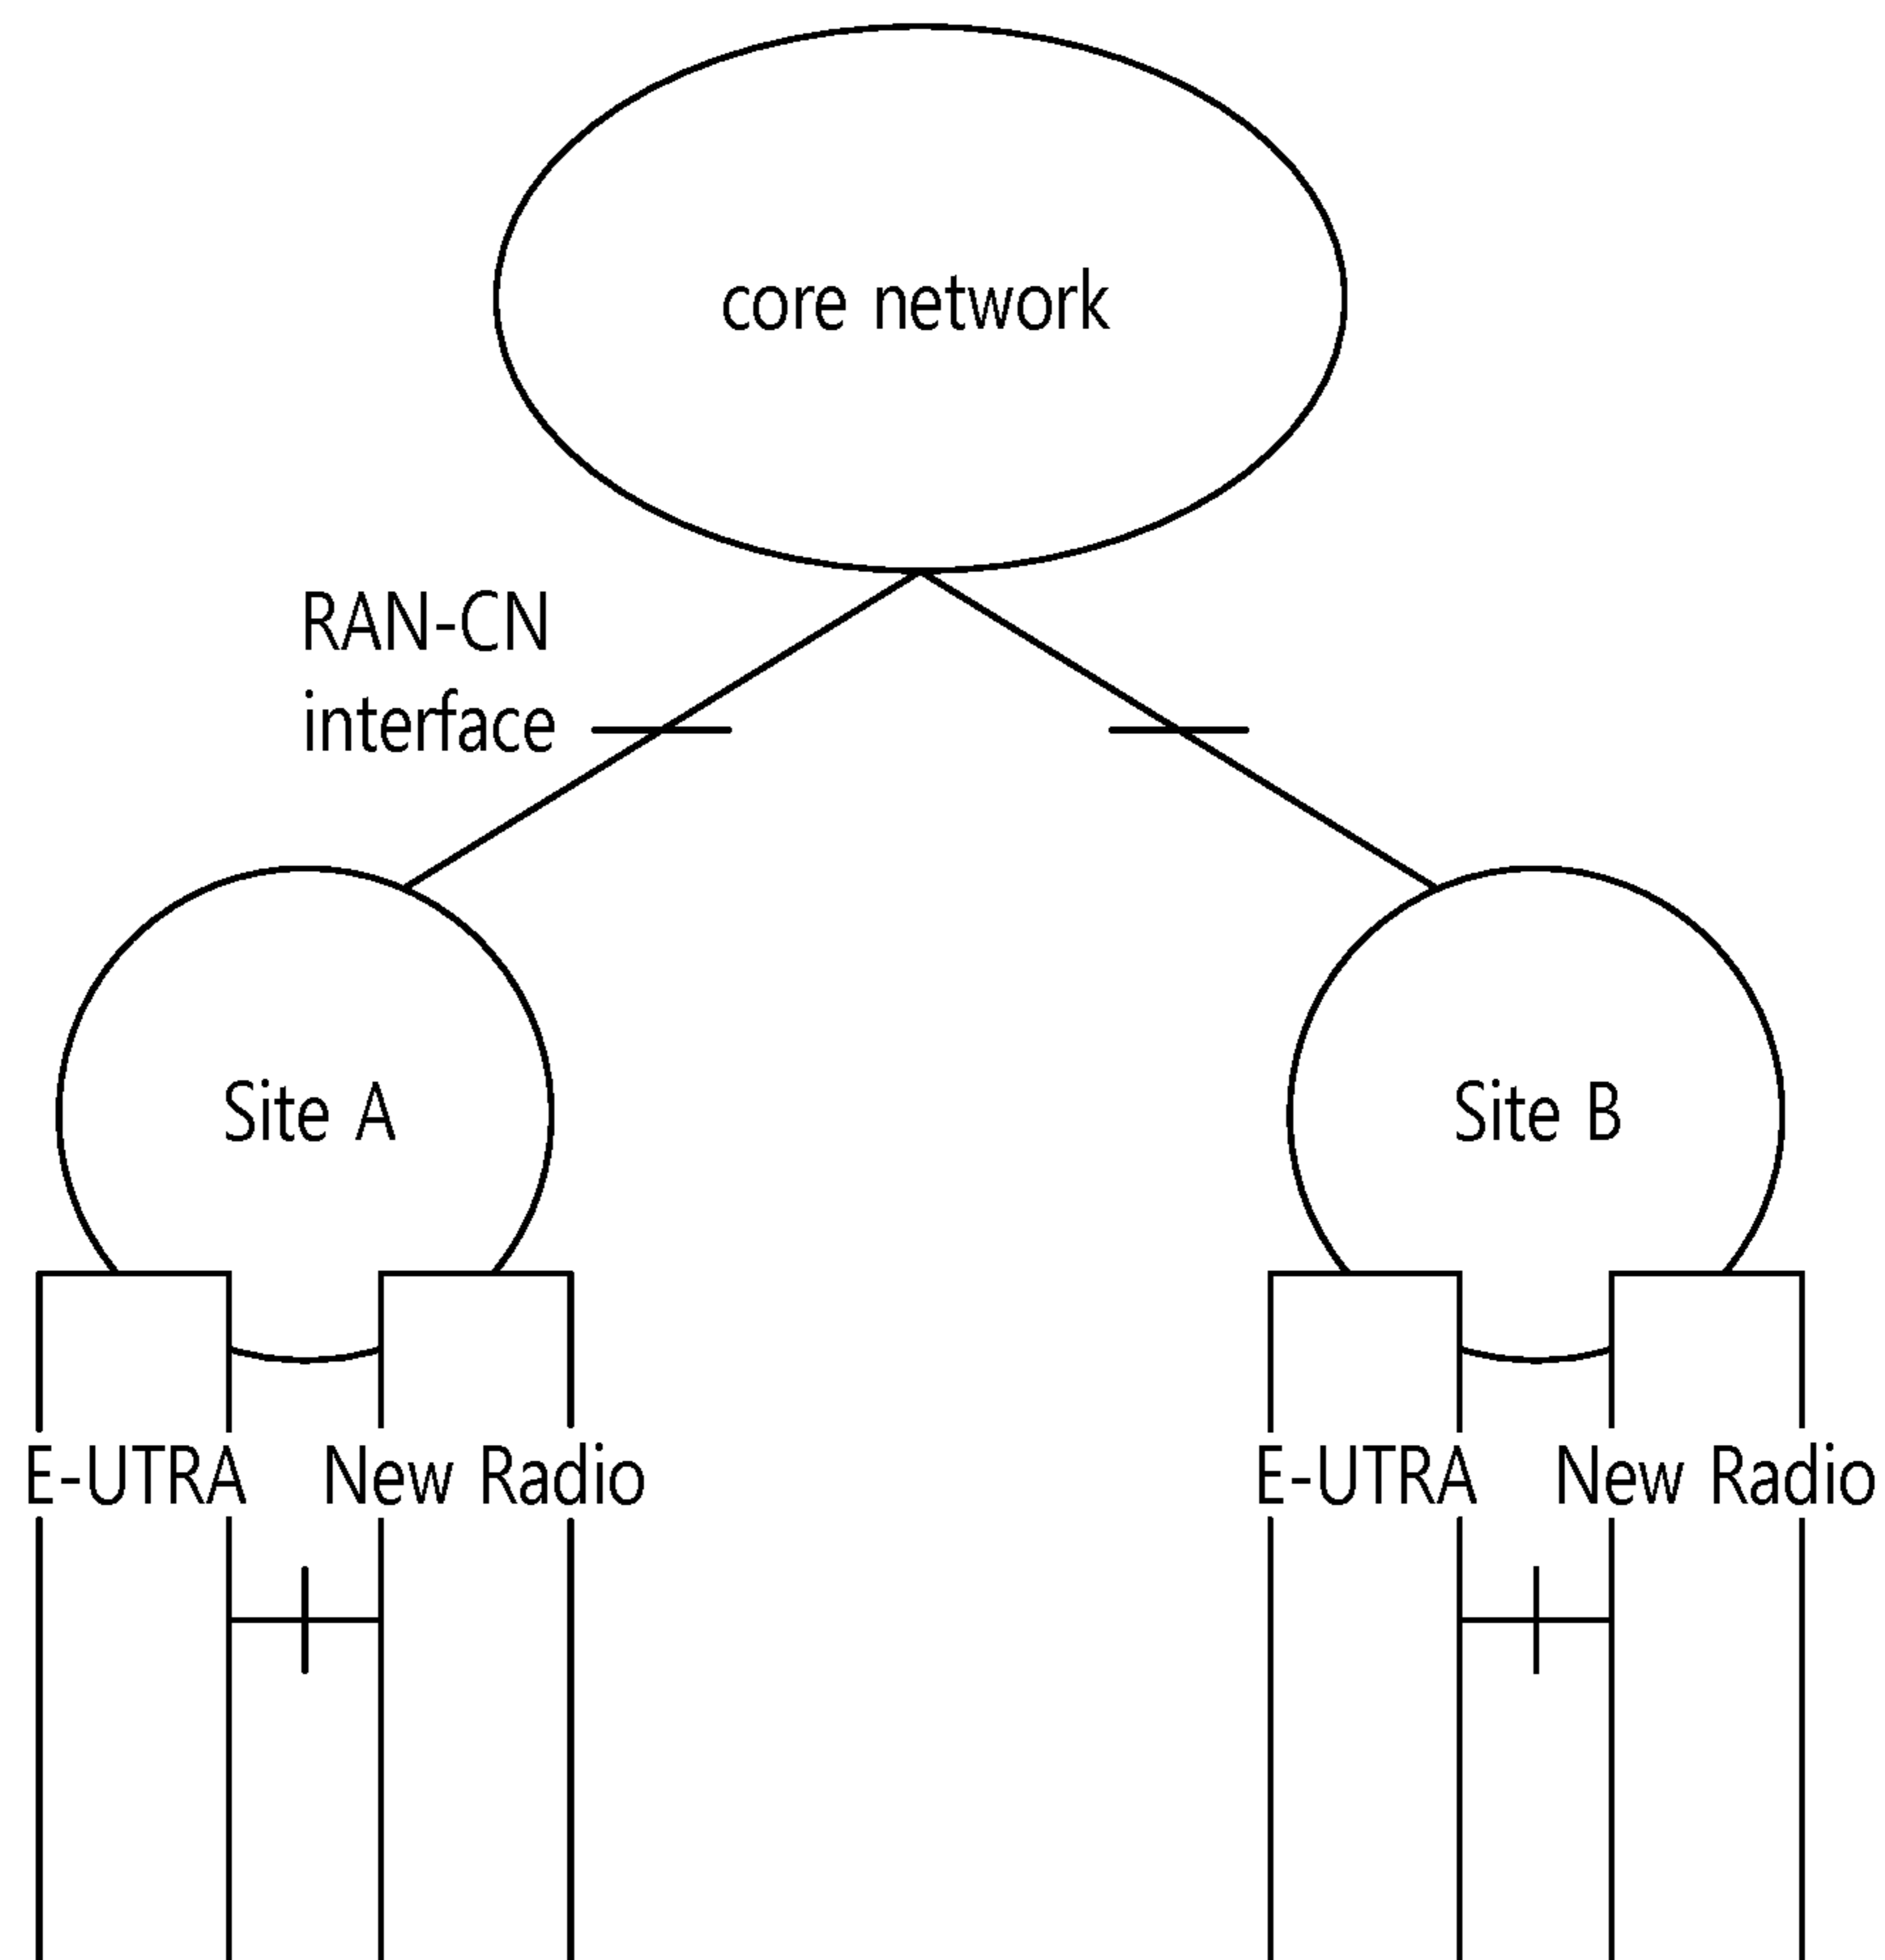 core network
RAN-CN
interface
Site A
Site B
E-UTRA
New Radio
E-UTRA
New Radio